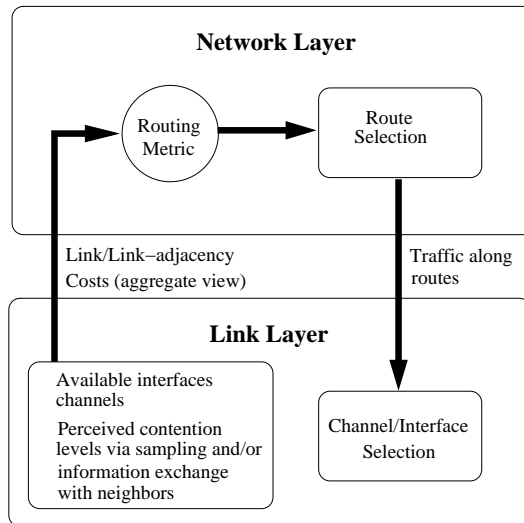 Network Layer
Routing
Metric
Route
Selection
Link/Link−adjacency
Costs (aggregate view)
Traffic along
routes
Link Layer
Available interfaces
channels
Perceived contention
levels via sampling and/or
information exchange
with neighbors
Channel/Interface
Selection